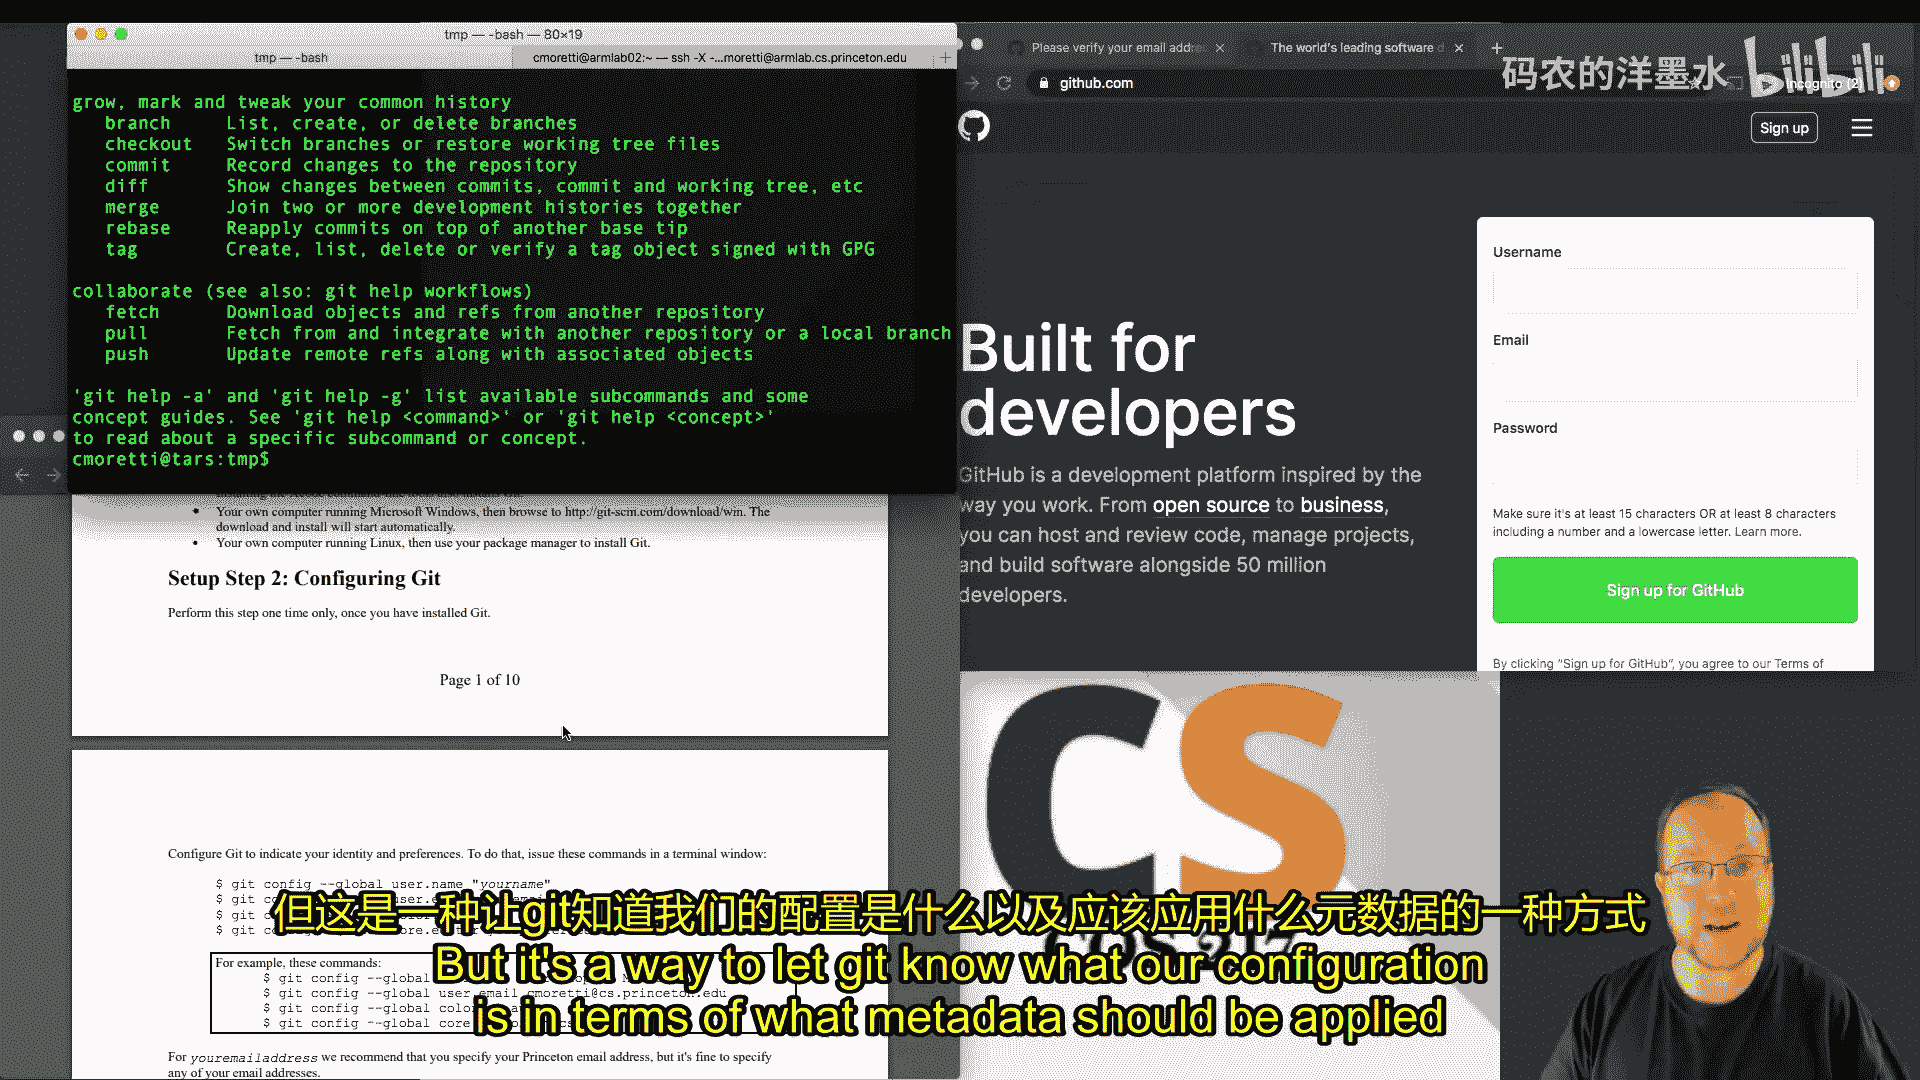 tmp — -bash — 80×19
tmp — -bash
cmoretti@armlab02:~ — ssh -X -...moretti@armlab.cs.princeton.edu
grow, mark and tweak your common history
branch List, create, or delete branches
checkout Switch branches or restore working tree files
commit Record changes to the repository
diff Show changes between commits, commit and working tree, etc
merge Join two or more development histories together
rebase Reapply commits on top of another base tip
tag Create, list, delete or verify a tag object signed with GPG
collaborate (see also: git help workflows)
fetch Download objects and refs from another repository
pull Fetch from and integrate with another repository or a local branch
push Update remote refs along with associated objects
'git help -a' and 'git help -g' list available subcommands and some
concept guides. See 'git help <command>' or 'git help <concept>'
to read about a specific subcommand or concept.
cmoretti@tars:tmp$
Please verify your email addre
The world's leading software d
github.com
Incognito (2)
码农的洋墨水 bilibili
Sign up
Built for
developers
GitHub is a development platform inspired by the
way you work. From open source to business,
you can host and review code, manage projects,
and build software alongside 50 million
developers.
Username
Email
Password
Make sure it's at least 15 characters OR at least 8 characters
including a number and a lowercase letter. Learn more.
Sign up for GitHub
By clicking "Sign up for GitHub", you agree to our Terms of
• Your own computer running Microsoft Windows, then browse to http://git-scm.com/download/win. The
download and install will start automatically.
• Your own computer running Linux, then use your package manager to install Git.
Setup Step 2: Configuring Git
Perform this step one time only, once you have installed Git.
Page 1 of 10
Configure Git to indicate your identity and preferences. To do that, issue these commands in a terminal window:
$ git config --global user.name "yourname"
$ git
$ git
$ git
For example, these commands:
$ git config --global
$ git config --global user.email cmoretti@cs.princeton.edu
$ git config --global
$ git config --global core
For youremailaddress we recommend that you specify your Princeton email address, but it's fine to specify
any of your email addresses.
CS
COS 217
但这是一种让git知道我们的配置是什么以及应该应用什么元数据的一种方式
But it's a way to let git know what our configuration
is in terms of what metadata should be applied